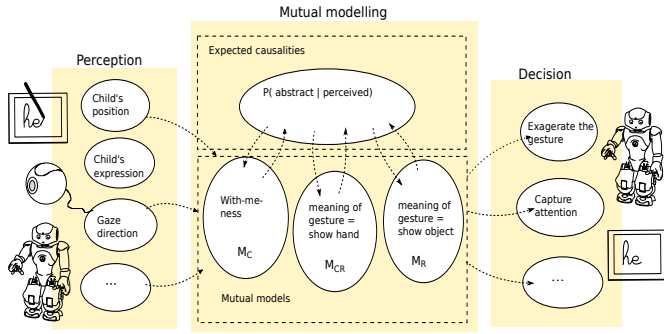 Mutual modelling
Perception
Expected causalities
Decision
Child's
position
P( abstract | perceived)
he
Exagerate the
gesture
Child's
expression
With-me-
ness
meaning of
gesture =
show hand
meaning of
gesture =
show object
Gaze
direction
Capture
attention
M_C
M_CR
M_R
he
...
Mutual models
...